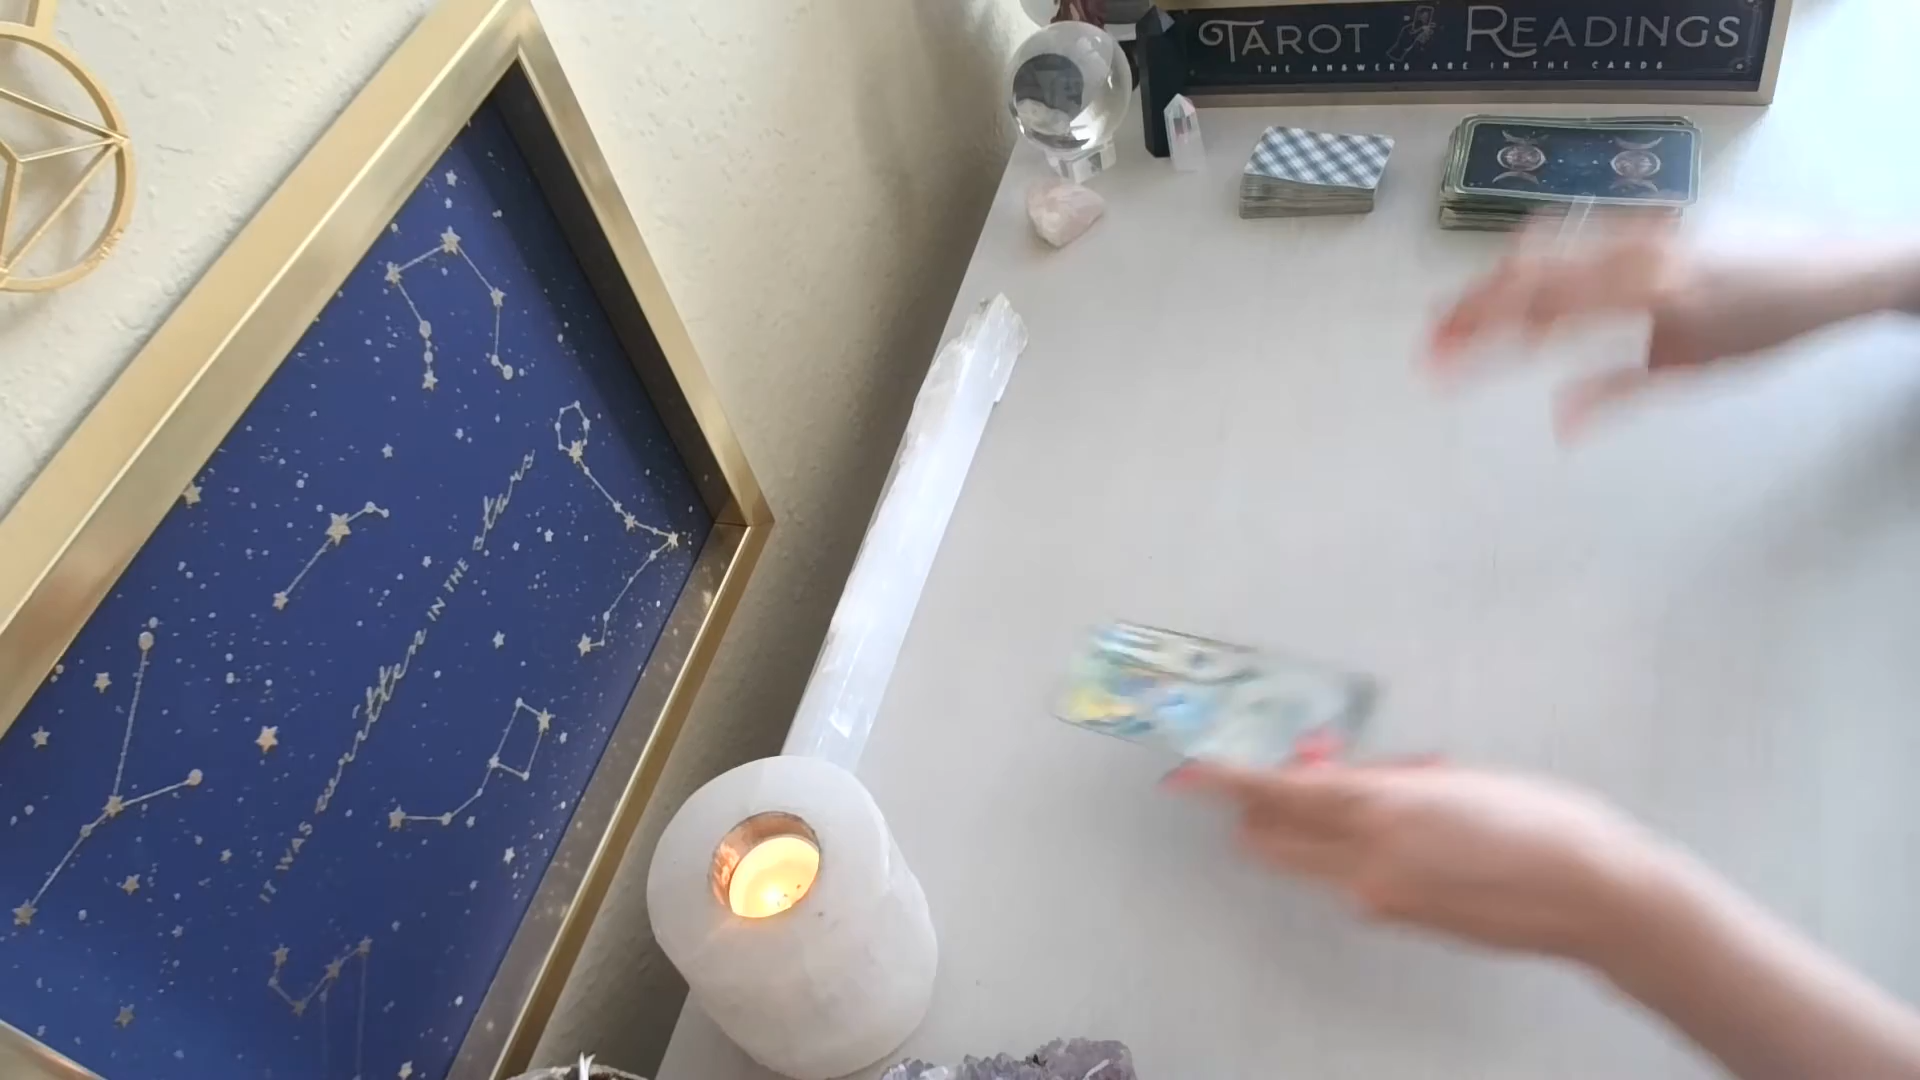 TAROT READINGS
THE ANSWERS ARE IN THE CARDS
IT WAS written IN THE stars